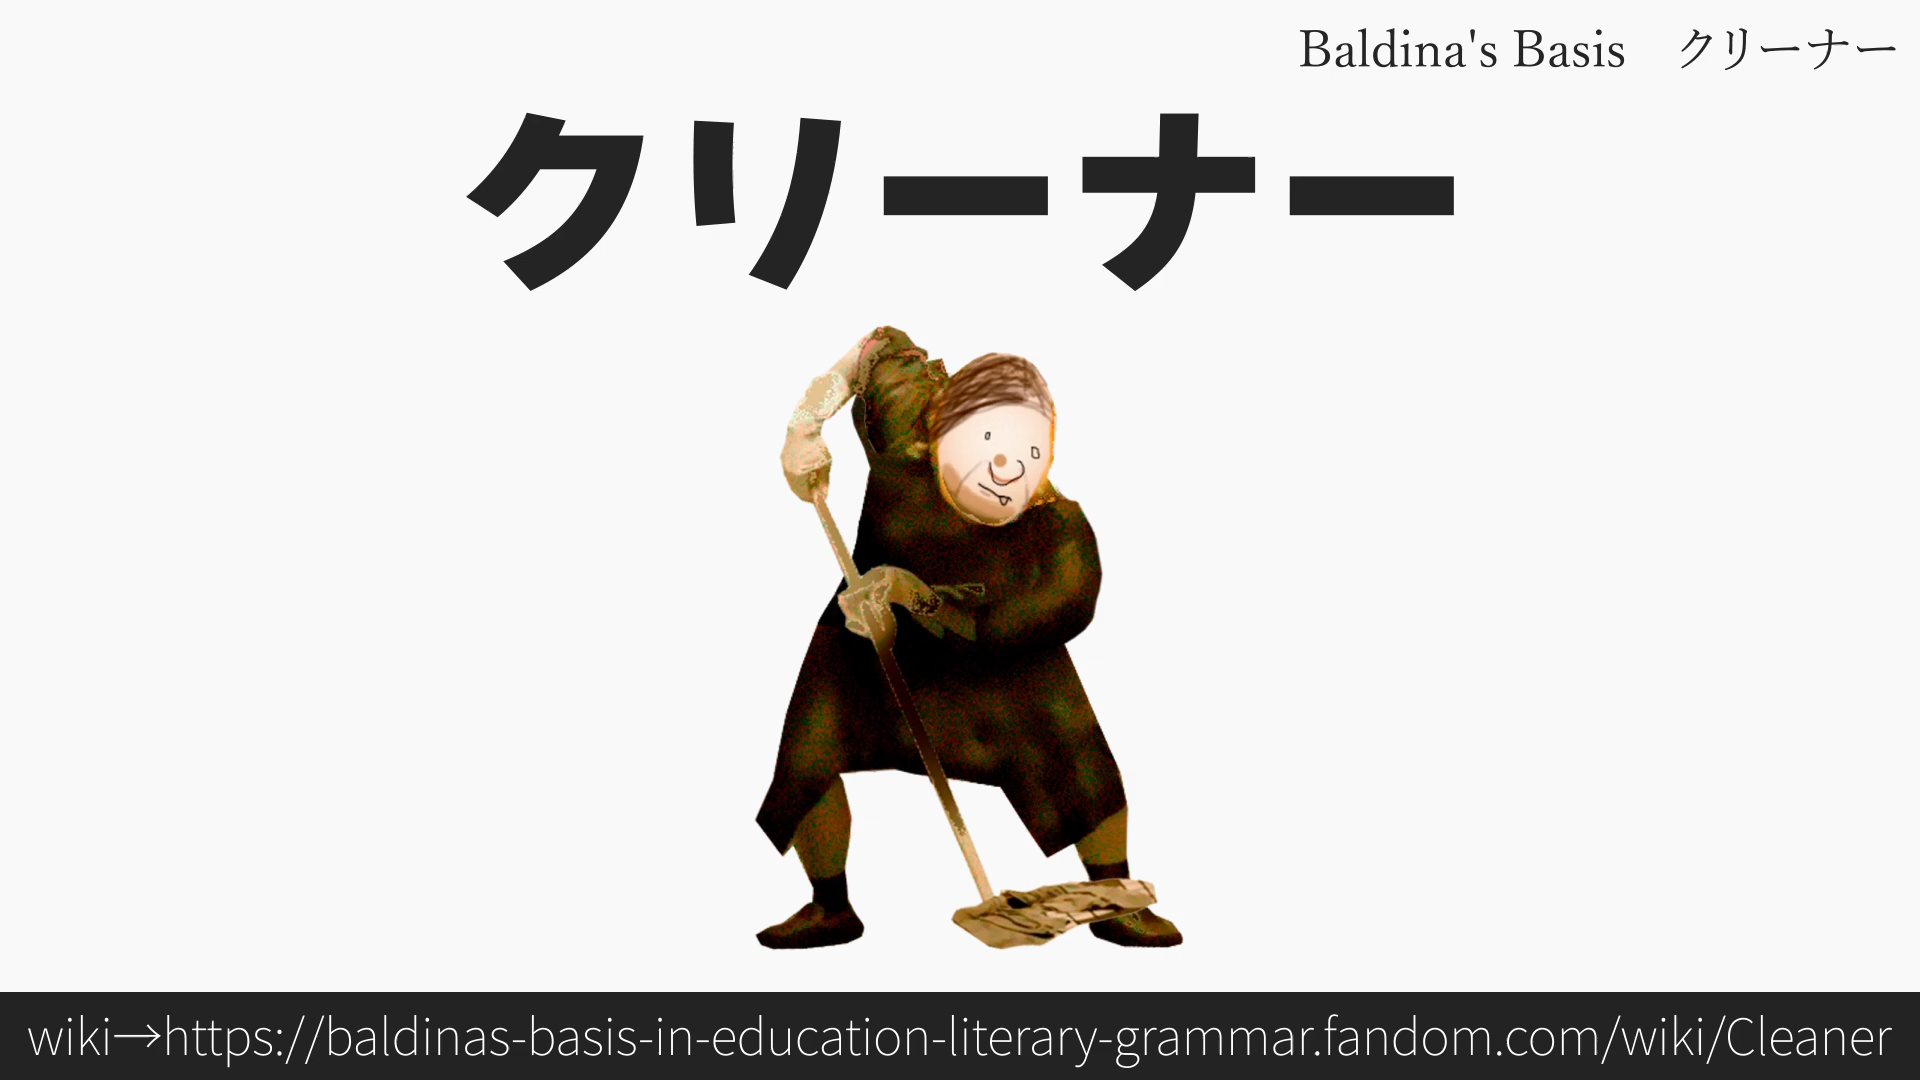 Baldina's Basis　クリーナー
クリーナー
wiki→https://baldinas-basis-in-education-literary-grammar.fandom.com/wiki/Cleaner